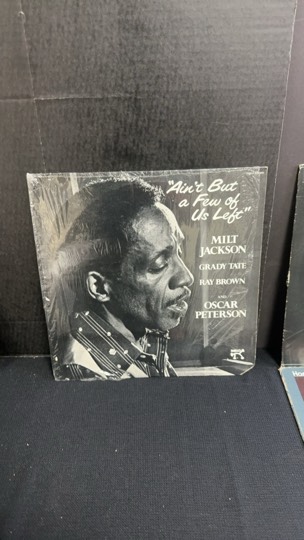 "Ain't But
a Few of
Us Left"
MILT
JACKSON
GRADY TATE
RAY BROWN
AND
OSCAR
PETERSON